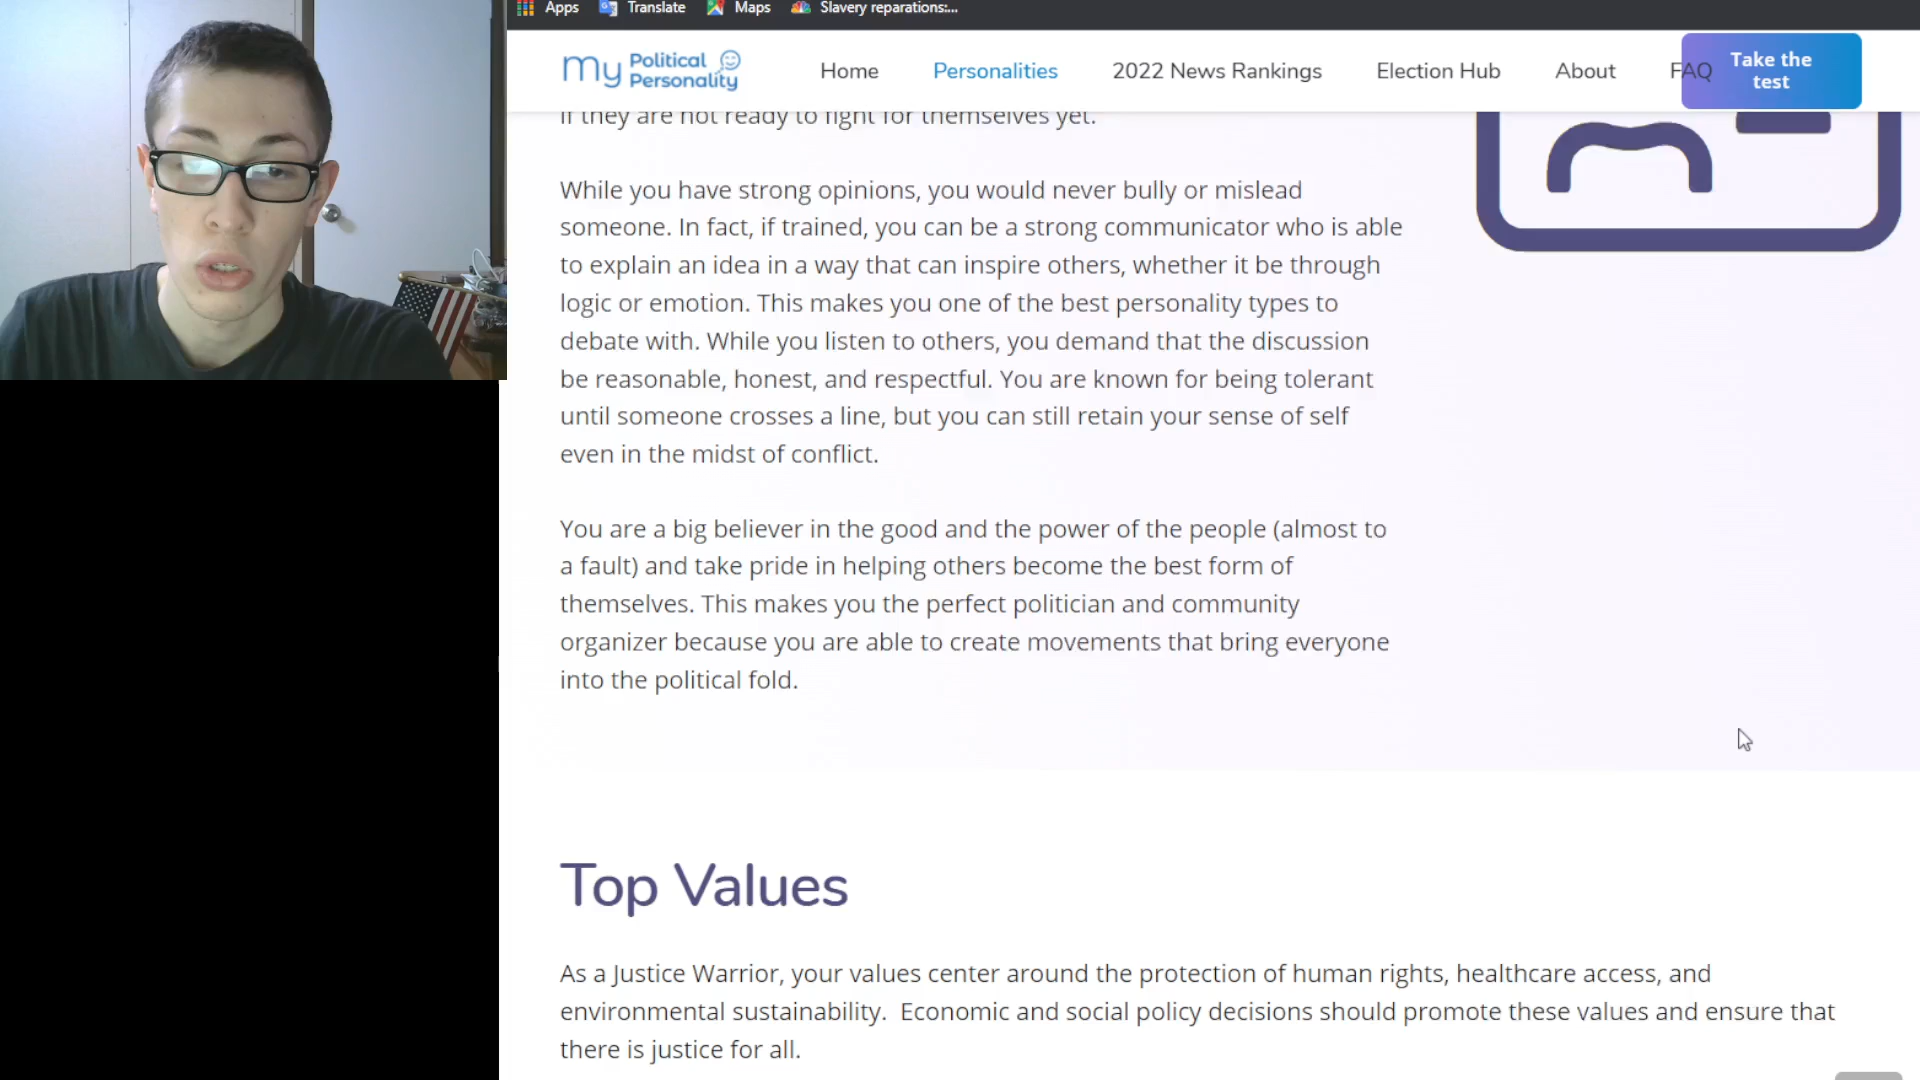 Apps Translate Maps Slavery reparations:...
my Political Personality
Home Personalities 2022 News Rankings Election Hub About FAQ Take the test
if they are not ready to fight for themselves yet.
While you have strong opinions, you would never bully or mislead
someone. In fact, if trained, you can be a strong communicator who is able
to explain an idea in a way that can inspire others, whether it be through
logic or emotion. This makes you one of the best personality types to
debate with. While you listen to others, you demand that the discussion
be reasonable, honest, and respectful. You are known for being tolerant
until someone crosses a line, but you can still retain your sense of self
even in the midst of conflict.
You are a big believer in the good and the power of the people (almost to
a fault) and take pride in helping others become the best form of
themselves. This makes you the perfect politician and community
organizer because you are able to create movements that bring everyone
into the political fold.
Top Values
As a Justice Warrior, your values center around the protection of human rights, healthcare access, and
environmental sustainability.  Economic and social policy decisions should promote these values and ensure that
there is justice for all.